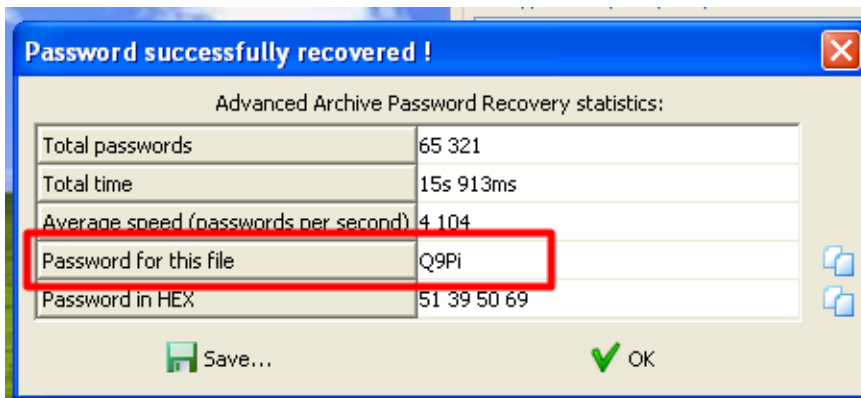 Password successfully recovered !
Advanced Archive Password Recovery statistics:
Total passwords 65 321
Total time 15s 913ms
Average speed (passwords per second) 4 104
Password for this file Q9Pi
Password in HEX 51 39 50 69
Save... OK